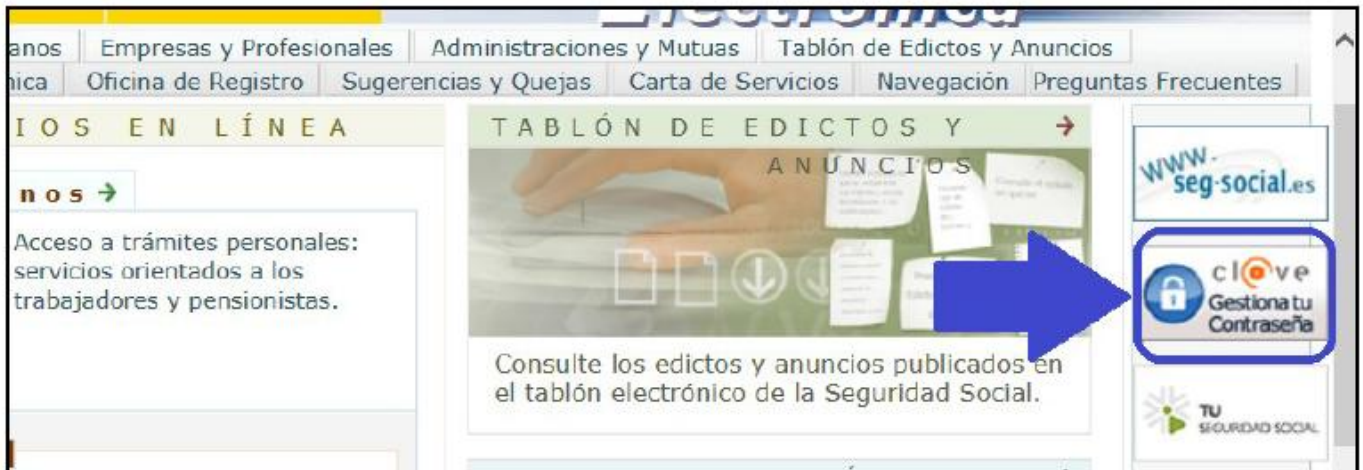 Electrónica
anos Empresas y Profesionales Administraciones y Mutuas Tablón de Edictos y Anuncios
nica Oficina de Registro Sugerencias y Quejas Carta de Servicios Navegación Preguntas Frecuentes
IOS EN LÍNEA
nos
Acceso a trámites personales:
servicios orientados a los
trabajadores y pensionistas.
TABLÓN DE EDICTOS Y
ANUNCIOS
Consulte los edictos y anuncios publicados en
el tablón electrónico de la Seguridad Social.
www.
seg-social.es
cl@ve
Gestiona tu
Contraseña
TU
SEGURIDAD SOCIAL